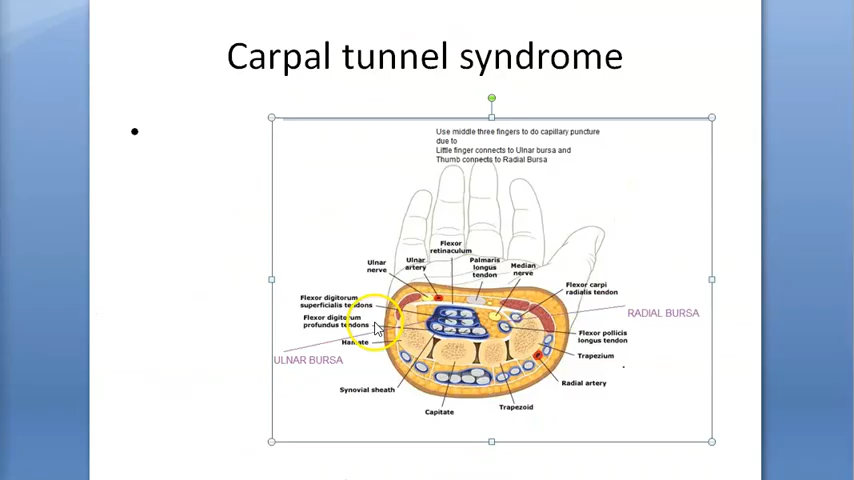 Carpal tunnel syndrome
Use middle three fingers to do capillary puncture
due to
Little finger connects to Ulnar bursa and
Thumb connects to Radial Bursa
Flexor
retinaculum
Ulnar
nerve
Ulnar
artery
Palmaris
longus
tendon
Median
nerve
Flexor carpi
radialis tendon
Flexor digitorum
superficialis tendons
Flexor digitorum
profundus tendons
RADIAL BURSA
Flexor pollicis
longus tendon
Hamate
ULNAR BURSA
Trapezium
Synovial sheath
Radial artery
Capitate
Trapezoid